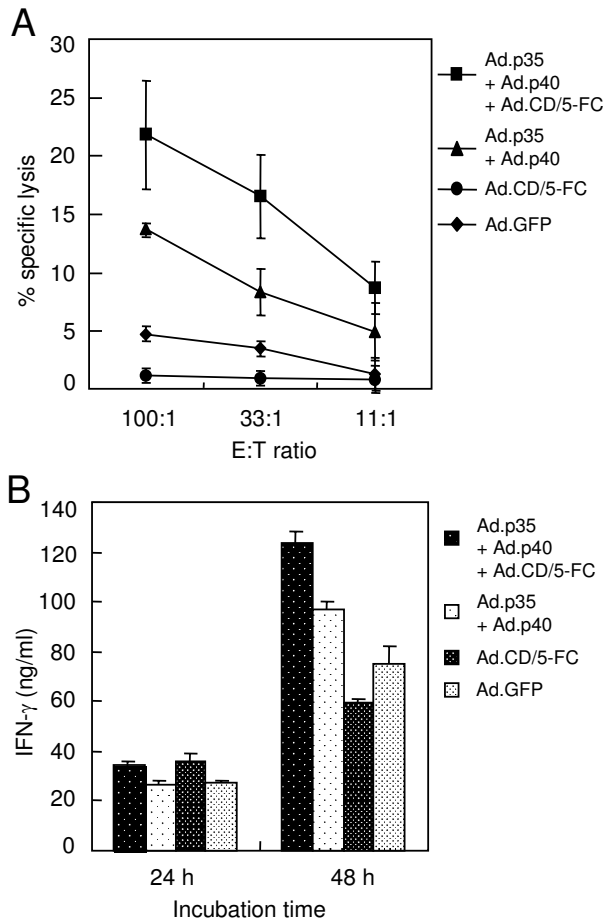 A
30
25
20
15
10
5
0
% specific lysis
100:1
33:1
11:1
E:T ratio
Ad.p35
+ Ad.p40
+ Ad.CD/5-FC
Ad.p35
+ Ad.p40
Ad.CD/5-FC
Ad.GFP
B
140
120
100
80
60
40
20
0
IFN-γ (ng/ml)
24 h
48 h
Incubation time
Ad.p35
+ Ad.p40
+ Ad.CD/5-FC
Ad.p35
+ Ad.p40
Ad.CD/5-FC
Ad.GFP